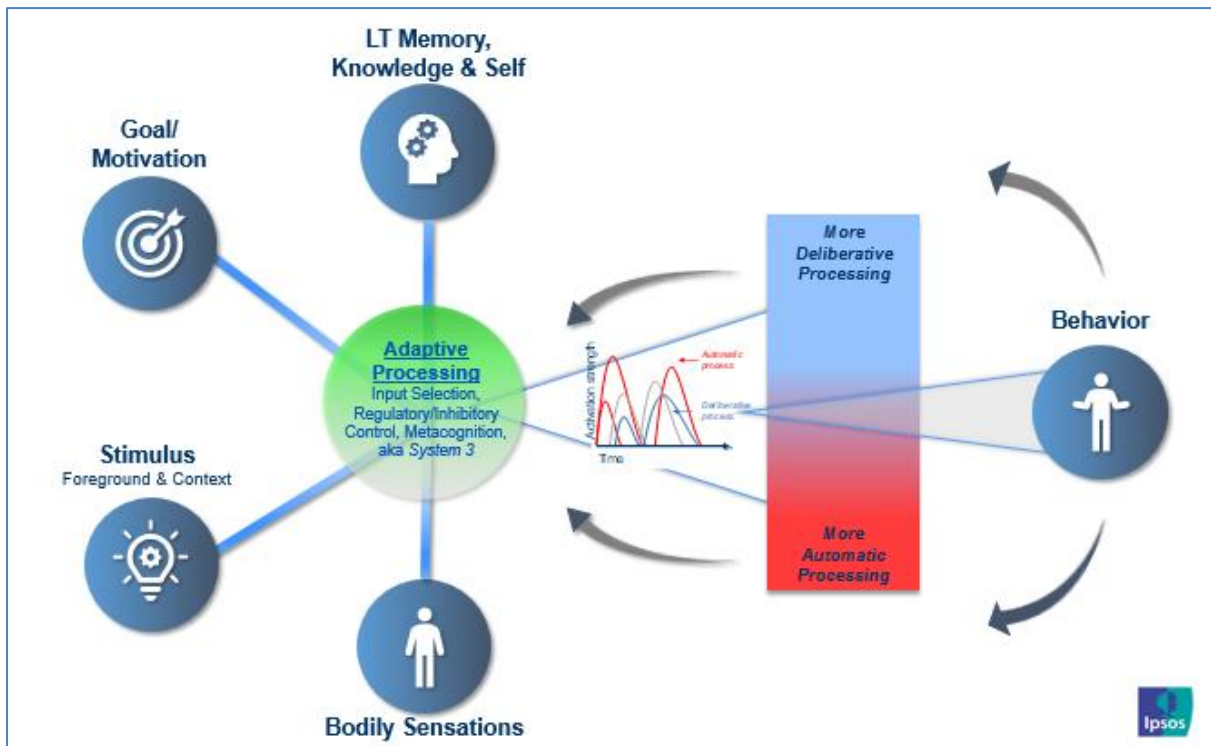 LT Memory,
Knowledge & Self
Goal/
Motivation
More
Deliberative
Processing
Behavior
Adaptive
Processing
Input Selection,
Regulatory/Inhibitory
Control, Metacognition,
aka System 3
Activation strength
Automatic
process
Deliberative
process
Time
Stimulus
Foreground & Context
More
Automatic
Processing
Bodily Sensations
Ipsos